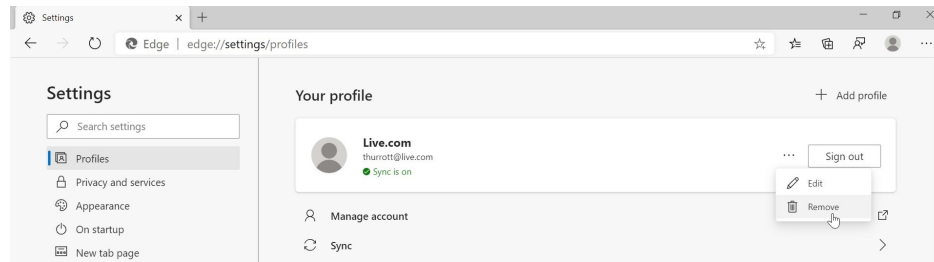 Settings
Edge | edge://settings/profiles
Settings
Search settings
Profiles
Privacy and services
Appearance
On startup
New tab page
Your profile
Add profile
Live.com
thurrott@live.com
Sync is on
Sign out
Edit
Remove
Manage account
Sync